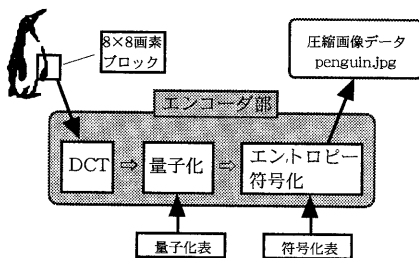 8×8画素
ブロック
圧縮画像データ
penguin.jpg
エンコーダ部
DCT ⇨ 量子化 ⇨ エントロピー
符号化
量子化表
符号化表